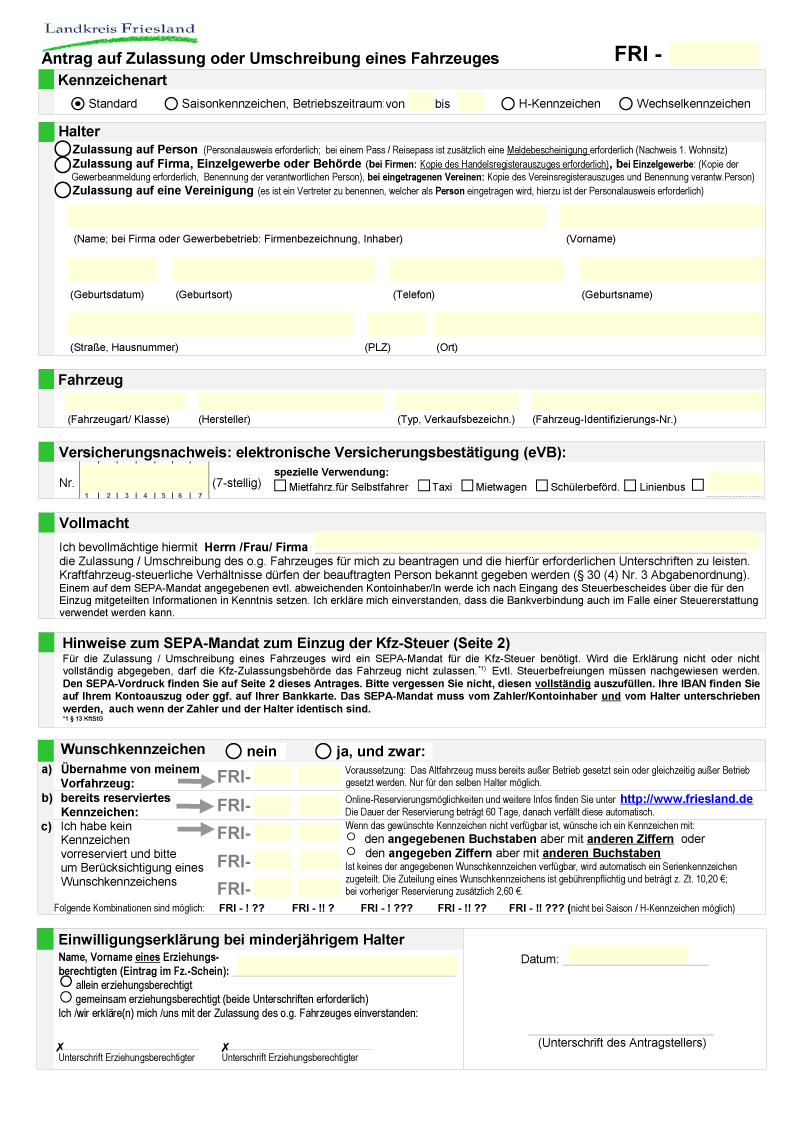 Landkreis Friesland
Antrag auf Zulassung oder Umschreibung eines Fahrzeuges FRI -
Kennzeichenart
Standard Saisonkennzeichen, Betriebszeitraum: von bis H-Kennzeichen Wechselkennzeichen
Halter
Zulassung auf Person (Personalausweis erforderlich; bei einem Pass / Reisepass ist zusätzlich eine Meldebescheinigung erforderlich (Nachweis 1. Wohnsitz)
Zulassung auf Firma, Einzelgewerbe oder Behörde (bei Firmen: Kopie des Handelsregisterauszuges erforderlich), bei Einzelgewerbe: (Kopie der
Gewerbeanmeldung erforderlich, Benennung der verantwortlichen Person), bei eingetragenen Vereinen: Kopie des Vereinsregisterauszuges und Benennung verantw.Person)
Zulassung auf eine Vereinigung (es ist ein Vertreter zu benennen, welcher als Person eingetragen wird, hierzu ist der Personalausweis erforderlich)
(Name; bei Firma oder Gewerbebetrieb: Firmenbezeichnung, Inhaber) (Vorname)
(Geburtsdatum) (Geburtsort) (Telefon) (Geburtsname)
(Straße, Hausnummer) (PLZ) (Ort)
Fahrzeug
(Fahrzeugart/ Klasse) (Hersteller) (Typ, Verkaufsbezeichn.) (Fahrzeug-Identifizierungs-Nr.)
Versicherungsnachweis: elektronische Versicherungsbestätigung (eVB):
spezielle Verwendung:
Nr. 1 2 3 4 5 6 7 (7-stellig) Mietfahrz.für Selbstfahrer Taxi Mietwagen Schülerbeförd. Linienbus
Vollmacht
Ich bevollmächtige hiermit Herrn /Frau/ Firma
die Zulassung / Umschreibung des o.g. Fahrzeuges für mich zu beantragen und die hierfür erforderlichen Unterschriften zu leisten.
Kraftfahrzeug-steuerliche Verhältnisse dürfen der beauftragten Person bekannt gegeben werden (§ 30 (4) Nr. 3 Abgabenordnung).
Einem auf dem SEPA-Mandat angegebenen evtl. abweichenden Kontoinhaber/In werde ich nach Eingang des Steuerbescheides über die für den
Einzug mitgeteilten Informationen in Kenntnis setzen. Ich erkläre mich einverstanden, dass die Bankverbindung auch im Falle einer Steuererstattung
verwendet werden kann.
Hinweise zum SEPA-Mandat zum Einzug der Kfz-Steuer (Seite 2)
Für die Zulassung / Umschreibung eines Fahrzeuges wird ein SEPA-Mandat für die Kfz-Steuer benötigt. Wird die Erklärung nicht oder nicht
vollständig abgegeben, darf die Kfz-Zulassungsbehörde das Fahrzeug nicht zulassen.*1) Evtl. Steuerbefreiungen müssen nachgewiesen werden.
Den SEPA-Vordruck finden Sie auf Seite 2 dieses Antrages. Bitte vergessen Sie nicht, diesen vollständig auszufüllen. Ihre IBAN finden Sie
auf Ihrem Kontoauszug oder ggf. auf Ihrer Bankkarte. Das SEPA-Mandat muss vom Zahler/Kontoinhaber und vom Halter unterschrieben
werden, auch wenn der Zahler und der Halter identisch sind.
*1 § 13 KftStG
Wunschkennzeichen nein ja, und zwar:
a) Übernahme von meinem
Vorfahrzeug: FRI-
Voraussetzung: Das Altfahrzeug muss bereits außer Betrieb gesetzt sein oder gleichzeitig außer Betrieb
gesetzt werden. Nur für den selben Halter möglich.
b) bereits reserviertes
Kennzeichen: FRI-
Online-Reservierungsmöglichkeiten und weitere Infos finden Sie unter http://www.friesland.de
Die Dauer der Reservierung beträgt 60 Tage, danach verfällt diese automatisch.
c) Ich habe kein
Kennzeichen
vorreserviert und bitte
um Berücksichtigung eines
Wunschkennzeichens
FRI-
FRI-
FRI-
Wenn das gewünschte Kennzeichen nicht verfügbar ist, wünsche ich ein Kennzeichen mit:
den angegebenen Buchstaben aber mit anderen Ziffern oder
den angegeben Ziffern aber mit anderen Buchstaben
Ist keines der angegebenen Wunschkennzeichen verfügbar, wird automatisch ein Serienkennzeichen
zugeteilt. Die Zuteilung eines Wunschkennzeichens ist gebührenpflichtig und beträgt z. Zt. 10,20 €;
bei vorheriger Reservierung zusätzlich 2,60 €.
Folgende Kombinationen sind möglich: FRI - ! ?? FRI - !! ? FRI - ! ??? FRI - !! ?? FRI - !! ??? (nicht bei Saison / H-Kennzeichen möglich)
Einwilligungserklärung bei minderjährigem Halter
Name, Vorname eines Erziehungs-
berechtigten (Eintrag im Fz.-Schein):
allein erziehungsberechtigt
gemeinsam erziehungsberechtigt (beide Unterschriften erforderlich)
Ich /wir erkläre(n) mich /uns mit der Zulassung des o.g. Fahrzeuges einverstanden:
✗ ✗
Unterschrift Erziehungsberechtigter Unterschrift Erziehungsberechtigter
Datum:
(Unterschrift des Antragstellers)